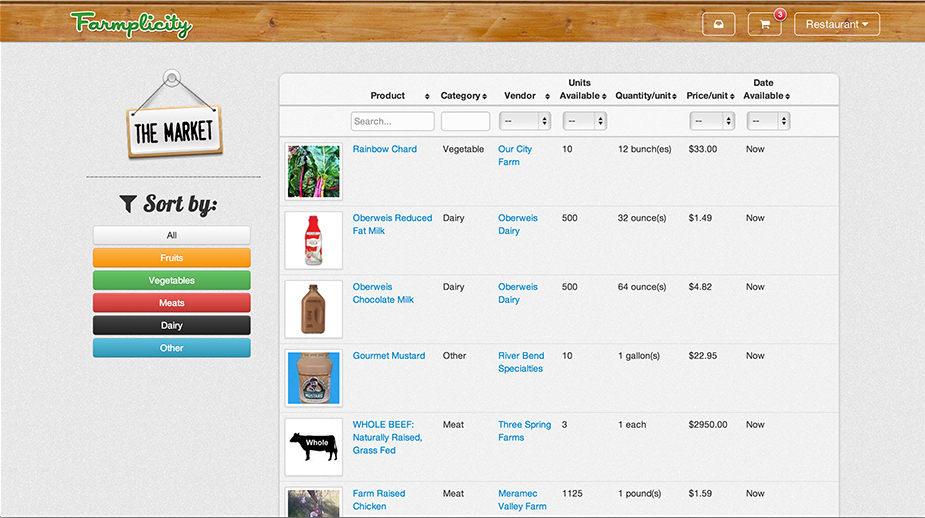 Farmplicity
3
Restaurant
THE MARKET
Sort by:
All
Fruits
Vegetables
Meats
Dairy
Other
Product Category Vendor Units Available Quantity/unit Price/unit Date Available
Search... -- -- -- --
Rainbow Chard Vegetable Our City 10 12 bunch(es) $33.00 Now
Farm
Oberweis Reduced Dairy Oberweis 500 32 ounce(s) $1.49 Now
Fat Milk Dairy
Oberweis Dairy Oberweis 500 64 ounce(s) $4.82 Now
Chocolate Milk Dairy
Gourmet Mustard Other River Bend 10 1 gallon(s) $22.95 Now
Specialties
MUSTARD
WHOLE BEEF: Meat Three Spring 3 1 each $2950.00 Now
Naturally Raised, Farms
Grass Fed
Whole
Farm Raised Meat Meramec 1125 1 pound(s) $1.59 Now
Chicken Valley Farm